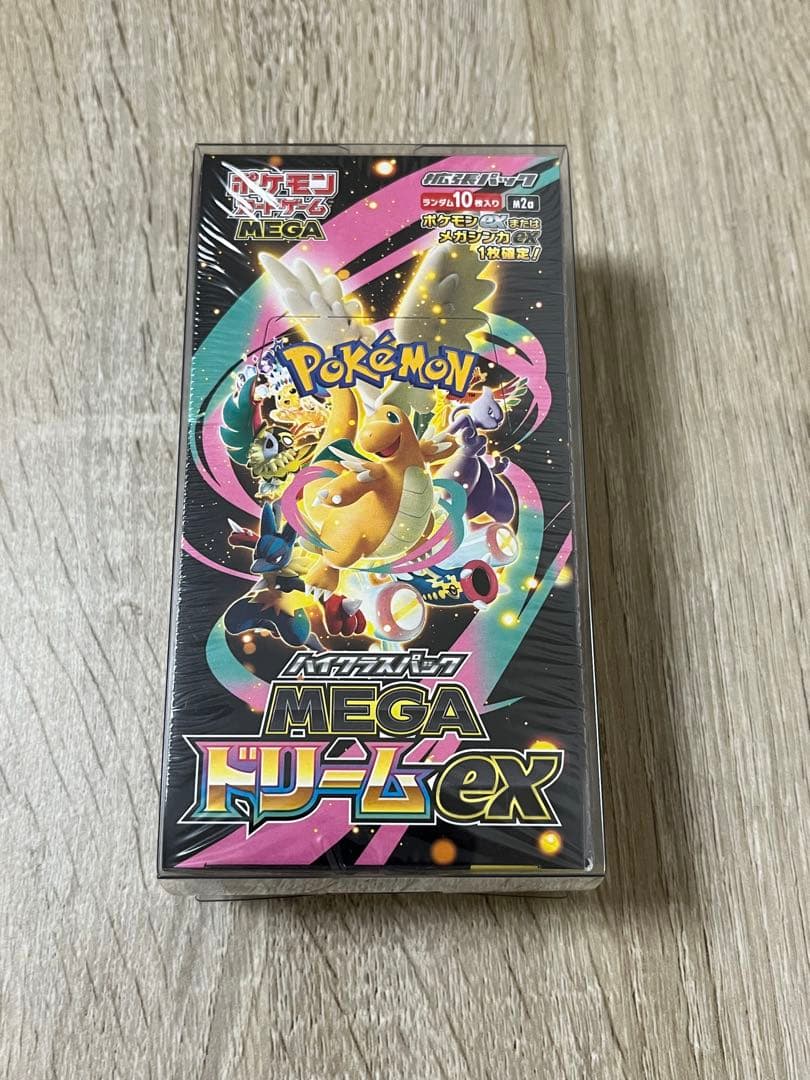 ポケモン
カードゲーム
MEGA
拡張パック
ランダム10枚入り M2a
ポケモンexまたは
メガシンカex
1枚確定!
POKéMON
ハイクラスパック
MEGA
ドリームex